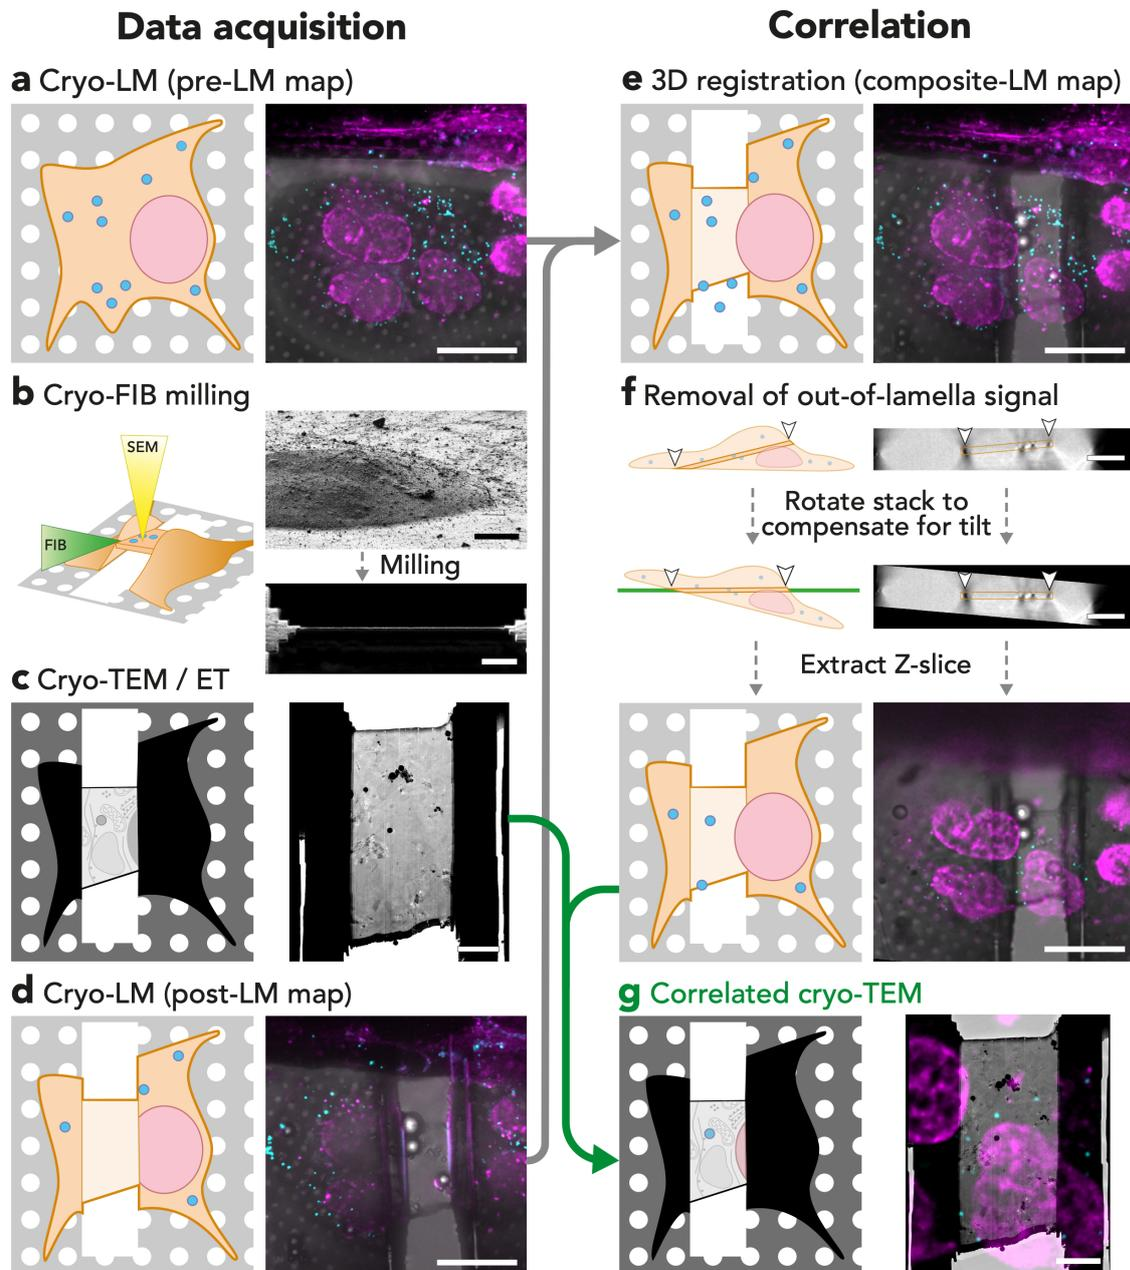 Data acquisition
a Cryo-LM (pre-LM map)
b Cryo-FIB milling
SEM
FIB
Milling
c Cryo-TEM / ET
d Cryo-LM (post-LM map)
Correlation
e 3D registration (composite-LM map)
f Removal of out-of-lamella signal
Rotate stack to
compensate for tilt
Extract Z-slice
g Correlated cryo-TEM